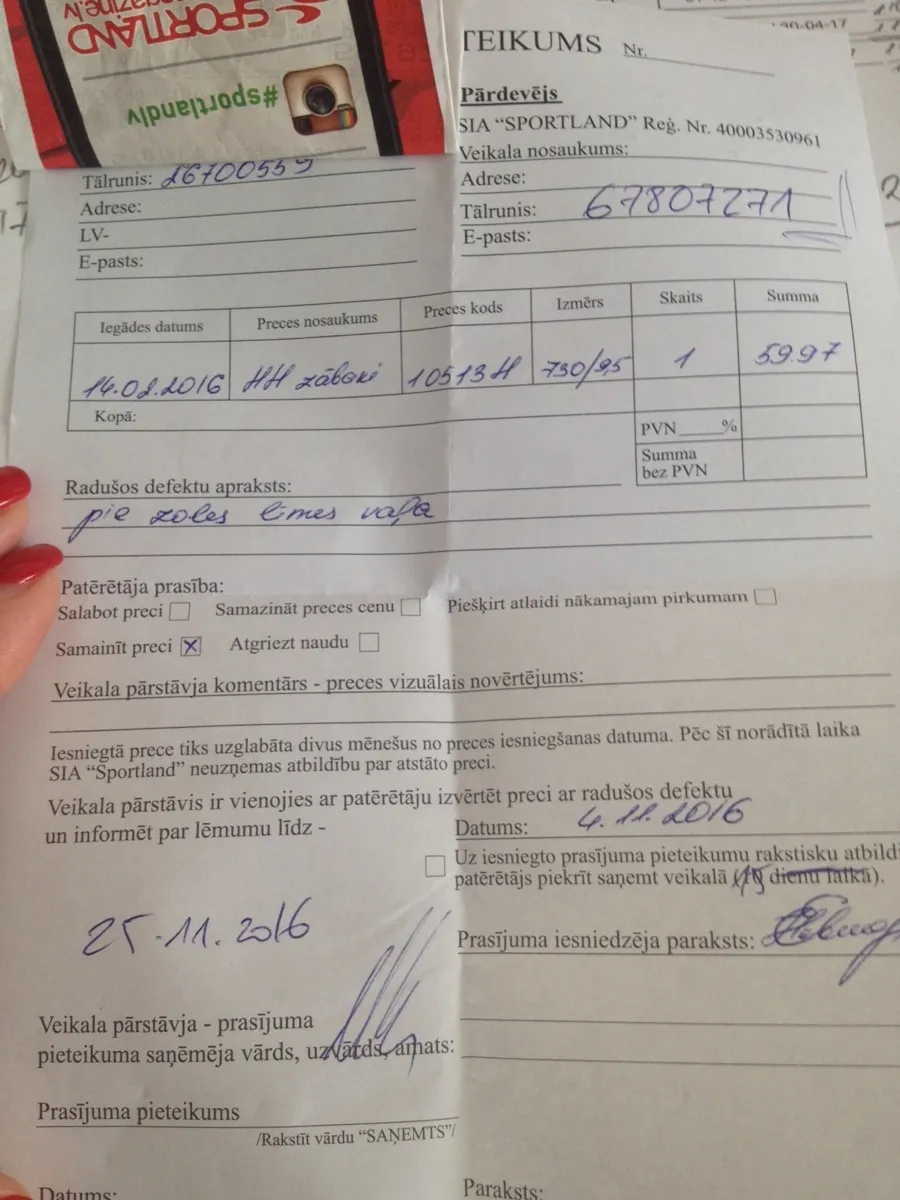 SPORTLAND
magazine.lv
#sportlandlv
TEIKUMS Nr.
Pārdevējs
SIA “SPORTLAND” Reģ. Nr. 40003530961
Veikala nosaukums:
Adrese:
Tālrunis: 67807271
E-pasts:
Tālrunis: 26700559
Adrese:
LV-
E-pasts:
Iegādes datums Preces nosaukums Preces kods Izmērs Skaits Summa
14.02.2016 HH zābaki 10513H 730/9,5 1 59.97
Kopā:
PVN %
Summa
bez PVN
Radušos defektu apraksts:
pie zoles līmes vaļa
Patērētāja prasība:
Salabot preci Samazināt preces cenu Piešķirt atlaidi nākamajam pirkumam
Samainīt preci X Atgriezt naudu
Veikala pārstāvja komentārs - preces vizuālais novērtējums:
Iesniegtā prece tiks uzglabāta divus mēnešus no preces iesniegšanas datuma. Pēc šī norādītā laika
SIA “Sportland” neuzņemas atbildību par atstāto preci.
Veikala pārstāvis ir vienojies ar patērētāju izvērtēt preci ar radušos defektu
un informēt par lēmumu līdz -
25.11.2016
Datums: 4.11.2016
Uz iesniegto prasījuma pieteikumu rakstisku atbildi
patērētājs piekrīt saņemt veikalā ( dienu laikā).
Prasījuma iesniedzēja paraksts:
Veikala pārstāvja - prasījuma
pieteikuma saņēmēja vārds, uzvārds, amats:
Prasījuma pieteikums
/Rakstīt vārdu “SAŅEMTS”/
Datums:
Paraksts: